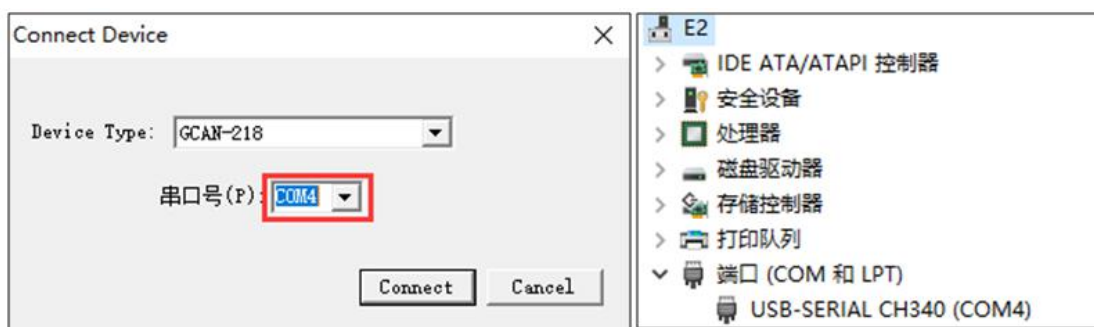 Connect Device
Device Type: GCAN-218
串口号(P): COM4
Connect Cancel
E2
IDE ATA/ATAPI 控制器
安全设备
处理器
磁盘驱动器
存储控制器
打印队列
端口 (COM 和 LPT)
USB-SERIAL CH340 (COM4)